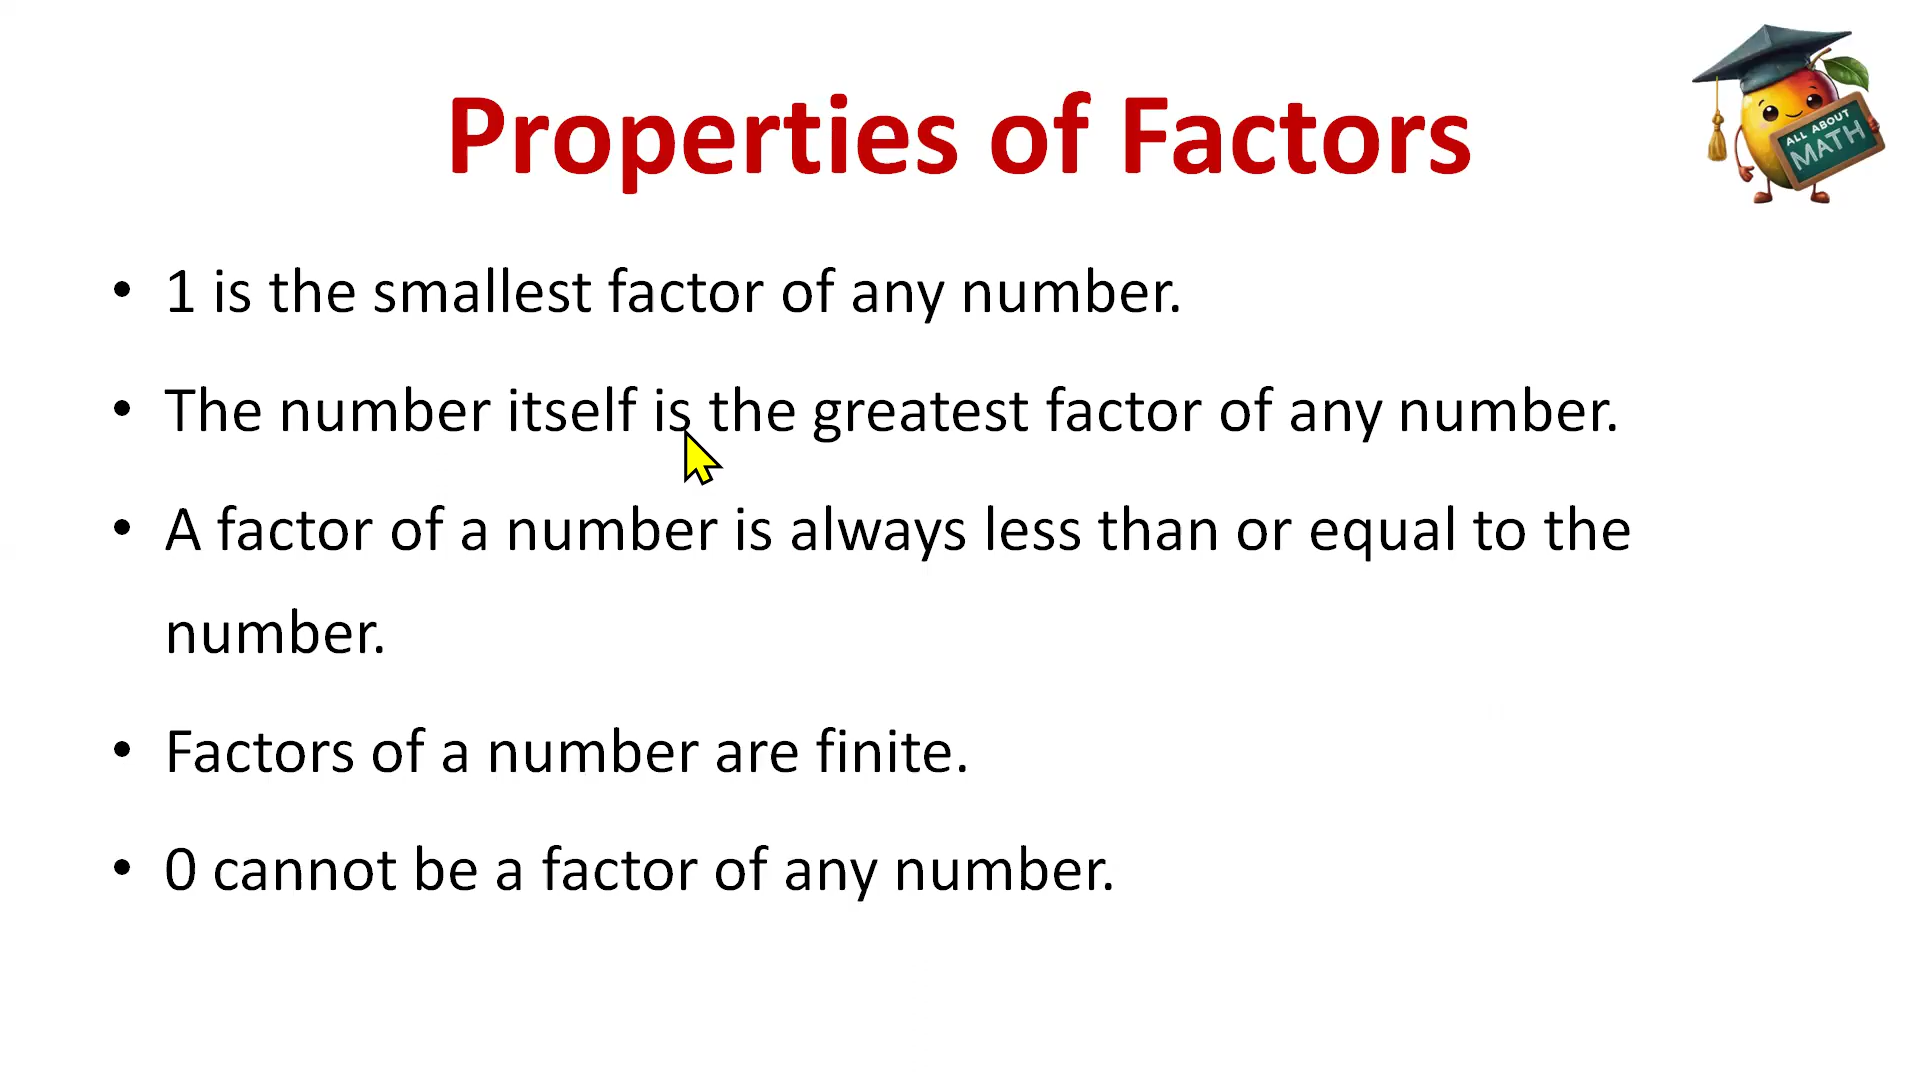 Properties of Factors
ALL ABOUT
MATH
• 1 is the smallest factor of any number.
• The number itself is the greatest factor of any number.
• A factor of a number is always less than or equal to the
number.
• Factors of a number are finite.
• 0 cannot be a factor of any number.